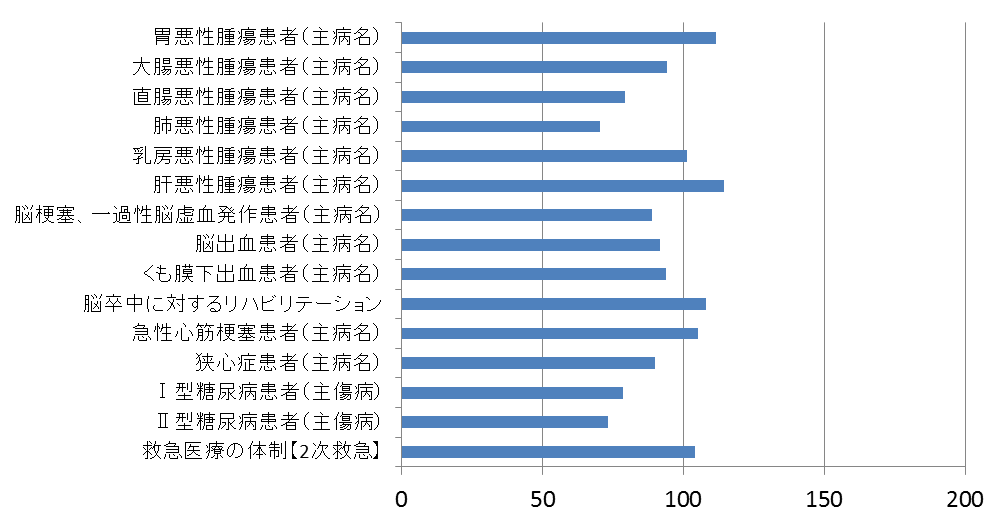 胃悪性腫瘍患者(主病名)
大腸悪性腫瘍患者(主病名)
直腸悪性腫瘍患者(主病名)
肺悪性腫瘍患者(主病名)
乳房悪性腫瘍患者(主病名)
肝悪性腫瘍患者(主病名)
脳梗塞、一過性脳虚血発作患者(主病名)
脳出血患者(主病名)
くも膜下出血患者(主病名)
脳卒中に対するリハビリテーション
急性心筋梗塞患者(主病名)
狭心症患者(主病名)
Ⅰ型糖尿病患者(主傷病)
Ⅱ型糖尿病患者(主傷病)
救急医療の体制【2次救急】
0 50 100 150 200